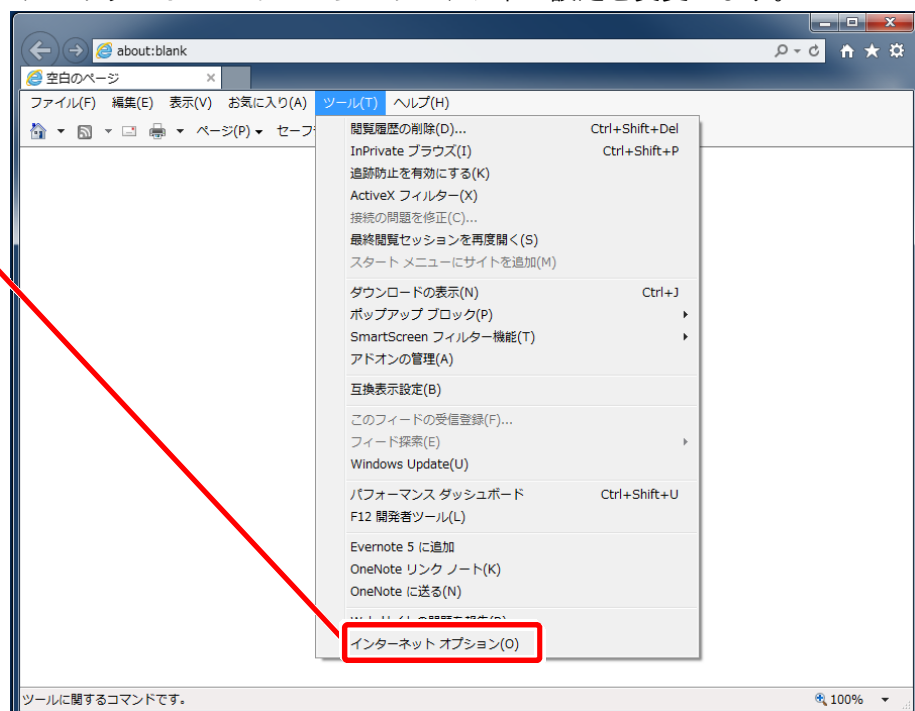 about:blank
空白のページ
ファイル(F) 編集(E) 表示(V) お気に入り(A) ツール(T) ヘルプ(H)
ページ(P)
閲覧履歴の削除(D)... Ctrl+Shift+Del
InPrivate ブラウズ(I) Ctrl+Shift+P
追跡防止を有効にする(K)
ActiveX フィルター(X)
接続の問題を修正(C)...
最終閲覧セッションを再度開く(S)
スタート メニューにサイトを追加(M)
ダウンロードの表示(N) Ctrl+J
ポップアップ ブロック(P)
SmartScreen フィルター機能(T)
アドオンの管理(A)
互換表示設定(B)
このフィードの受信登録(F)...
フィード探索(E)
Windows Update(U)
パフォーマンス ダッシュボード Ctrl+Shift+U
F12 開発者ツール(L)
Evernote 5 に追加
OneNote リンク ノート(K)
OneNote に送る(N)
インターネット オプション(O)
ツールに関するコマンドです。 100%